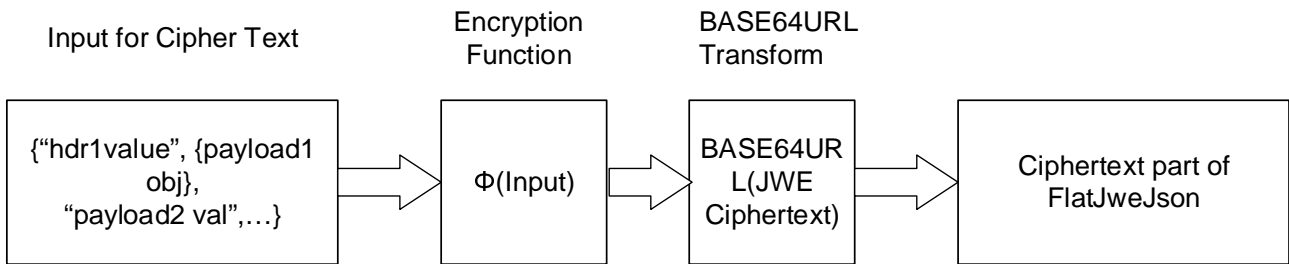 Input for Cipher Text
Encryption
Function
BASE64URL
Transform
{“hdr1value”, {payload1
obj},
“payload2 val”,…}
Φ(Input)
BASE64UR
L(JWE
Ciphertext)
Ciphertext part of
FlatJweJson